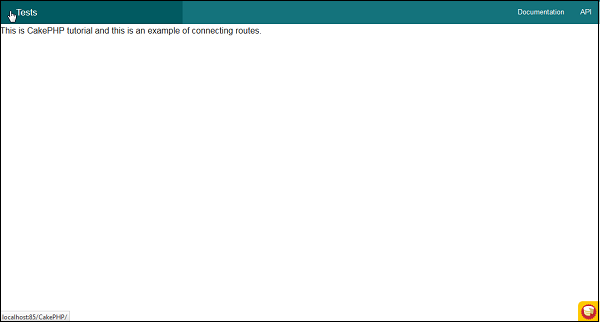 Tests
Documentation
API
This is CakePHP tutorial and this is an example of connecting routes.
localhost:85/CakePHP/